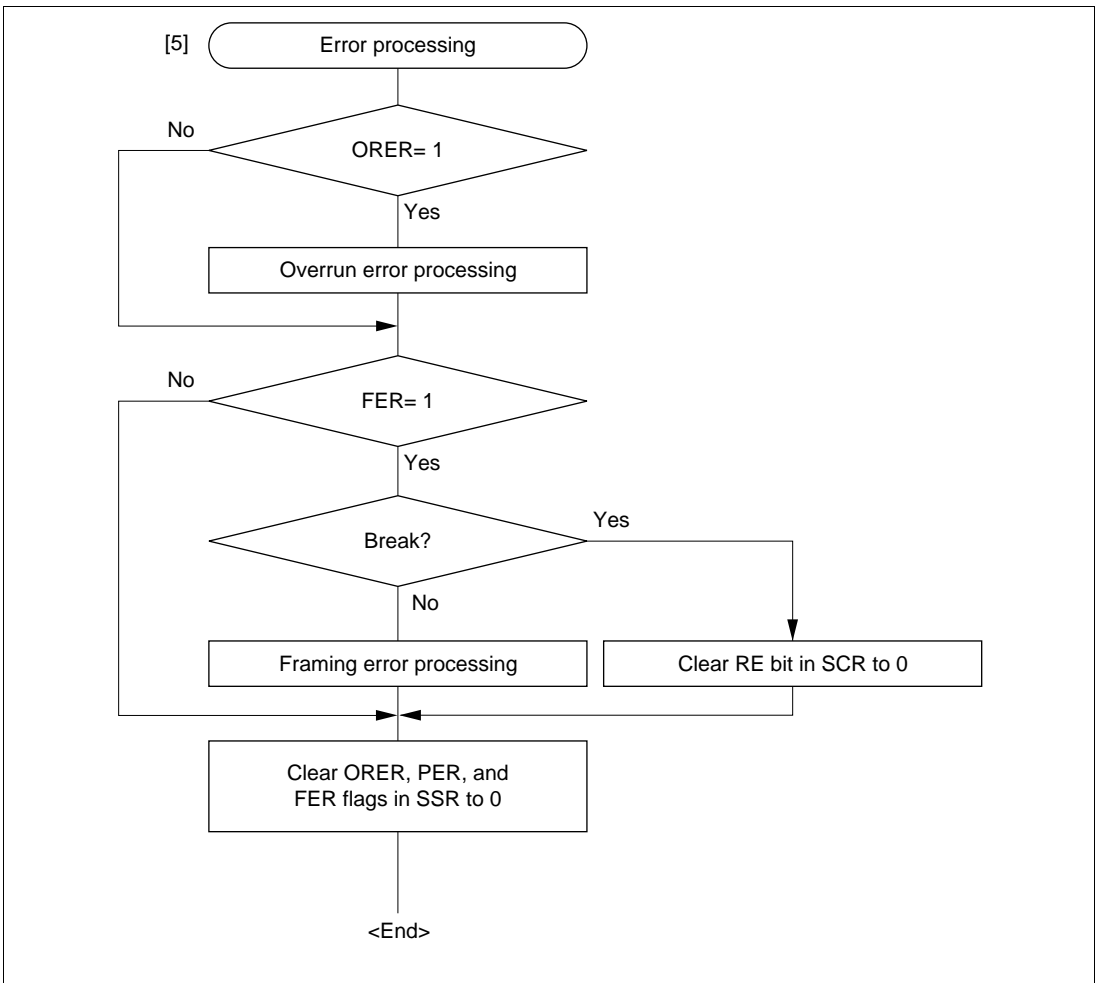 [5] Error processing
No
ORER= 1
Yes
Overrun error processing
No
FER= 1
Yes
Yes
Break?
No
Framing error processing
Clear RE bit in SCR to 0
Clear ORER, PER, and
FER flags in SSR to 0
<End>